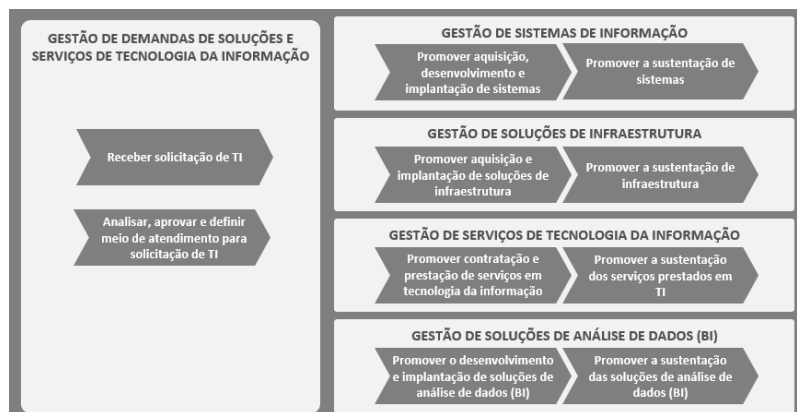 GESTÃO DE DEMANDAS DE SOLUÇÕES E
SERVIÇOS DE TECNOLOGIA DA INFORMAÇÃO
Receber solicitação de TI
Analisar, aprovar e definir
meio de atendimento para
solicitação de TI
GESTÃO DE SISTEMAS DE INFORMAÇÃO
Promover aquisição,
desenvolvimento e
implantação de sistemas
Promover a sustentação de
sistemas
GESTÃO DE SOLUÇÕES DE INFRAESTRUTURA
Promover aquisição e
implantação de soluções de
infraestrutura
Promover a sustentação de
infraestrutura
GESTÃO DE SERVIÇOS DE TECNOLOGIA DA INFORMAÇÃO
Promover contratação e
prestação de serviços em
tecnologia da informação
Promover a sustentação
dos serviços prestados em
TI
GESTÃO DE SOLUÇÕES DE ANÁLISE DE DADOS (BI)
Promover o desenvolvimento
e implantação de soluções de
análise de dados (BI)
Promover a sustentação
das soluções de análise de
dados (BI)